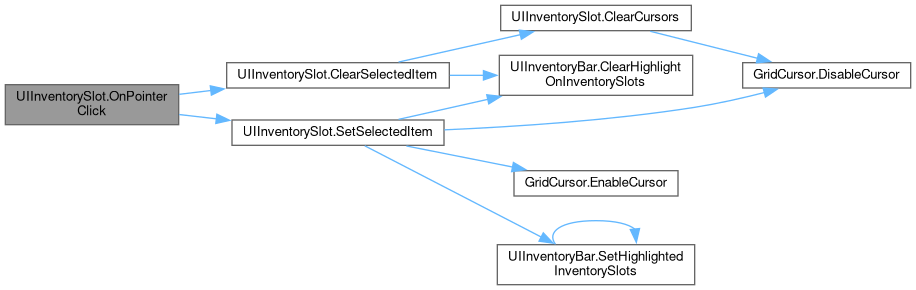 UIInventorySlot.OnPointer
Click
UIInventorySlot.ClearSelectedItem
UIInventorySlot.SetSelectedItem
UIInventorySlot.ClearCursors
UIInventoryBar.ClearHighlight
OnInventorySlots
GridCursor.DisableCursor
GridCursor.EnableCursor
UIInventoryBar.SetHighlighted
InventorySlots